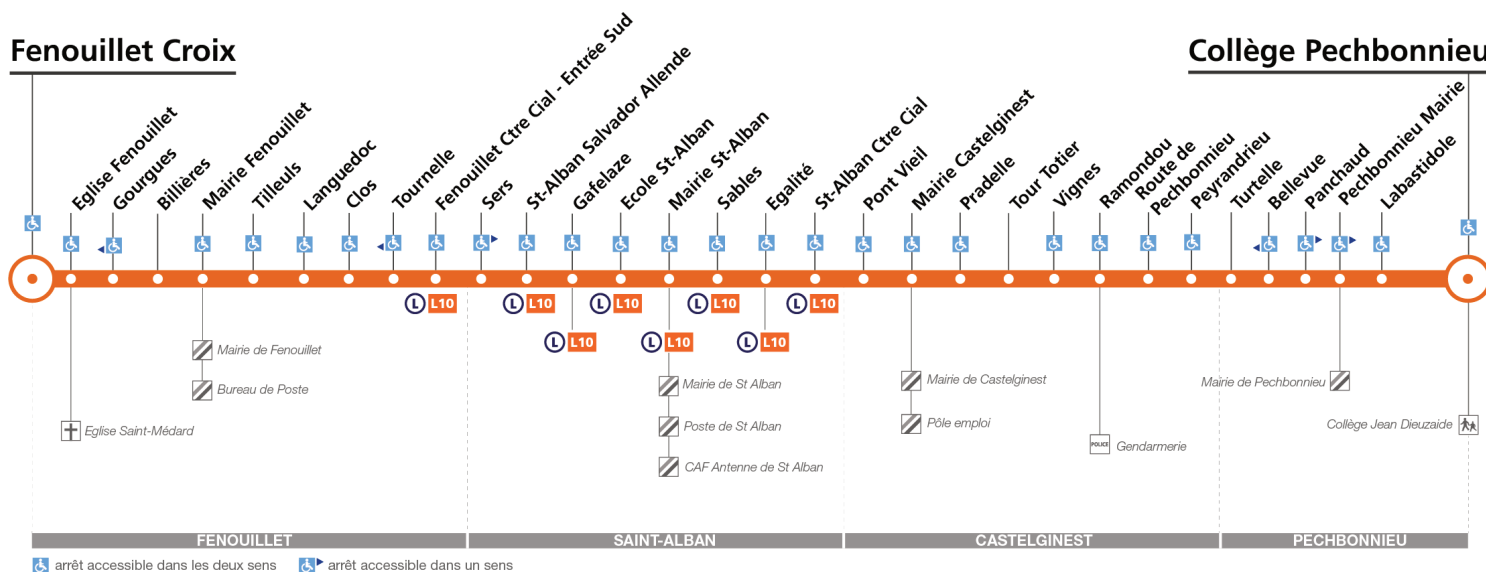 Fenouillet Croix
Collège Pechbonnieu
Eglise Fenouillet
Gourgues
Billières
Mairie Fenouillet
Tilleuls
Languedoc
Clos
Tournelle
Fenouillet Ctre Cial - Entrée Sud
Sers
St-Alban Salvador Allende
Gafelaze
Ecole St-Alban
Mairie St-Alban
Sables
Egalité
St-Alban Ctre Cial
Pont Vieil
Mairie Castelginest
Pradelle
Tour Totier
Vignes
Ramondou
Route de
Pechbonnieu
Peyrandrieu
Turtelle
Bellevue
Panchaud
Pechbonnieu Mairie
Labastidole
L L10
L L10
L L10
L L10
L L10
L L10
L L10
L L10
Mairie de Fenouillet
Bureau de Poste
Eglise Saint-Médard
Mairie de St Alban
Poste de St Alban
CAF Antenne de St Alban
Mairie de Castelginest
Pôle emploi
POLICE Gendarmerie
Mairie de Pechbonnieu
Collège Jean Dieuzaide
FENOUILLET
SAINT-ALBAN
CASTELGINEST
PECHBONNIEU
arrêt accessible dans les deux sens
arrêt accessible dans un sens